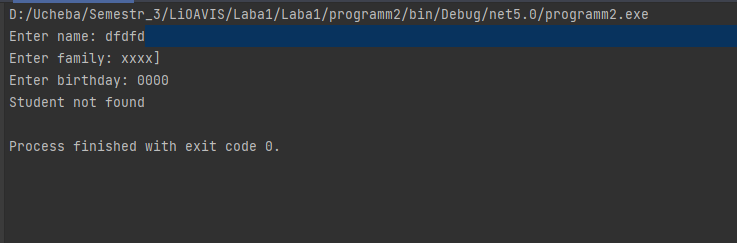 D:/Ucheba/Semestr_3/LiOAVIS/Laba1/Laba1/programm2/bin/Debug/net5.0/programm2.exe
Enter name: dfdfd
Enter family: xxxx]
Enter birthday: 0000
Student not found
Process finished with exit code 0.